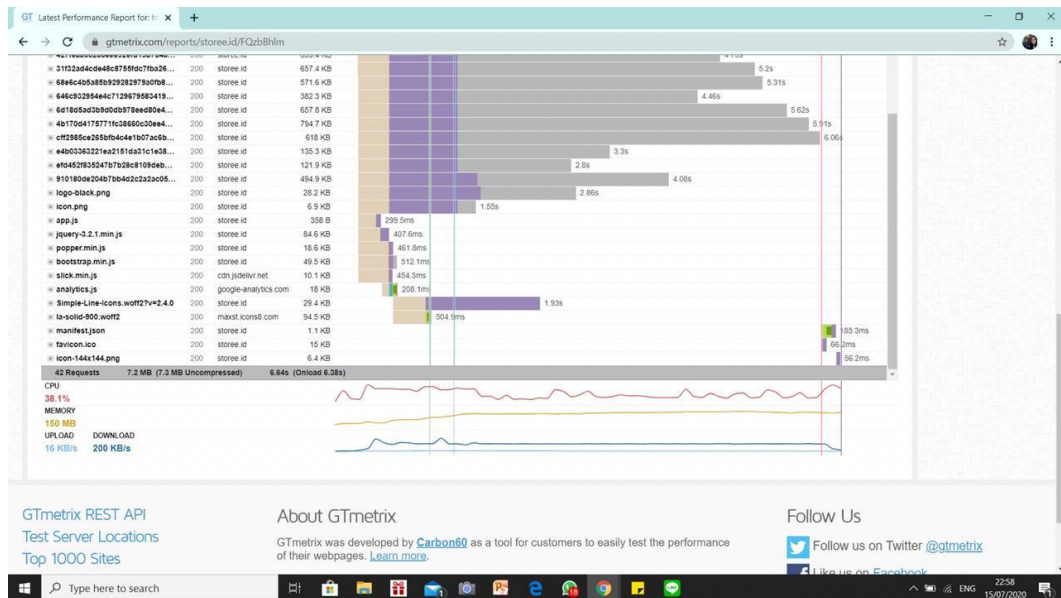 GT Latest Performance Report for: h
gtmetrix.com/reports/storee.id/FQzbBhlm
31f32ad4cde48c8755fdc7fba26... 200 storee.id 657.4 KB 5.2s
68e6c4b5a85b929282979a0fb8... 200 storee.id 571.6 KB 5.31s
646c932954e4c7129679583419... 200 storee.id 382.3 KB 4.46s
6d18d5ad3b9d0db978eed80e4... 200 storee.id 657.8 KB 5.62s
4b170d4175771fc38660c30ee4... 200 storee.id 794.7 KB 5.91s
cff2985ce265bfb4c4e1b07ac6b... 200 storee.id 618 KB 6.06s
e4b03363221ea2151da31c1e38... 200 storee.id 135.3 KB 3.3s
efd452f835247b7b28c8109deb... 200 storee.id 121.9 KB 2.8s
910180de204b7bb4d2c2a2ac05... 200 storee.id 494.9 KB 4.08s
logo-black.png 200 storee.id 28.2 KB 2.86s
icon.png 200 storee.id 6.9 KB 1.55s
app.js 200 storee.id 358 B 299.5ms
jquery-3.2.1.min.js 200 storee.id 84.6 KB 407.6ms
popper.min.js 200 storee.id 18.6 KB 461.8ms
bootstrap.min.js 200 storee.id 49.5 KB 512.1ms
slick.min.js 200 cdn.jsdelivr.net 10.1 KB 454.3ms
analytics.js 200 google-analytics.com 18 KB 208.1ms
Simple-Line-Icons.woff2?v=2.4.0 200 storee.id 29.4 KB 1.93s
la-solid-900.woff2 200 maxst.icons8.com 94.5 KB 504.9ms
manifest.json 200 storee.id 1.1 KB 185.3ms
favicon.ico 200 storee.id 15 KB 66.2ms
icon-144x144.png 200 storee.id 6.4 KB 56.2ms
42 Requests 7.2 MB (7.3 MB Uncompressed) 6.64s (Onload 6.38s)
CPU
38.1%
MEMORY
150 MB
UPLOAD DOWNLOAD
16 KB/s 200 KB/s
GTmetrix REST API
Test Server Locations
Top 1000 Sites
About GTmetrix
GTmetrix was developed by Carbon60 as a tool for customers to easily test the performance
of their webpages. Learn more.
Follow Us
Follow us on Twitter @gtmetrix
Like us on Facebook
Type here to search
ENG
22:58
15/07/2020